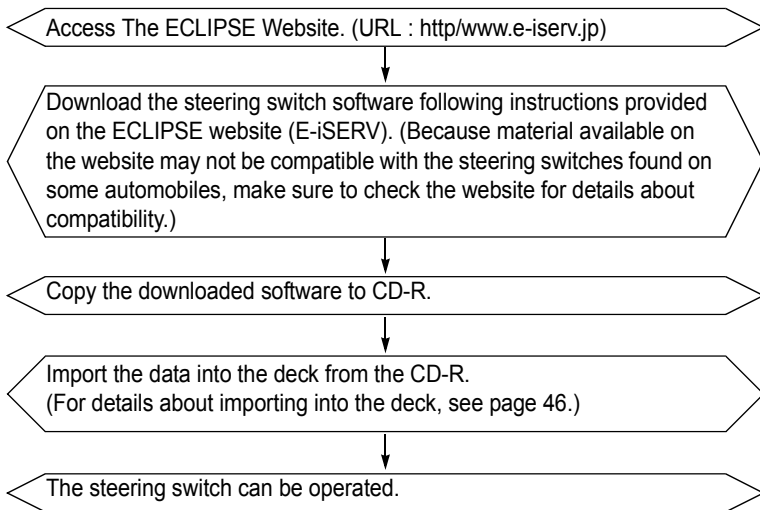 Access The ECLIPSE Website. (URL : http/www.e-iserv.jp)
Download the steering switch software following instructions provided
on the ECLIPSE website (E-iSERV). (Because material available on
the website may not be compatible with the steering switches found on
some automobiles, make sure to check the website for details about
compatibility.)
Copy the downloaded software to CD-R.
Import the data into the deck from the CD-R.
(For details about importing into the deck, see page 46.)
The steering switch can be operated.